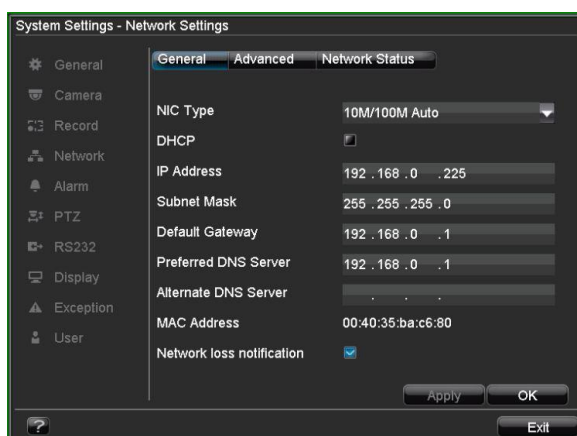 System Settings - Network Settings
General
Camera
Record
Network
Alarm
PTZ
RS232
Display
Exception
User
General Advanced Network Status
NIC Type 10M/100M Auto
DHCP
IP Address 192 .168 .0 .225
Subnet Mask 255 .255 .255 .0
Default Gateway 192 .168 .0 .1
Preferred DNS Server 192 .168 .0 .1
Alternate DNS Server . . .
MAC Address 00:40:35:ba:c6:80
Network loss notification
Apply OK
? Exit